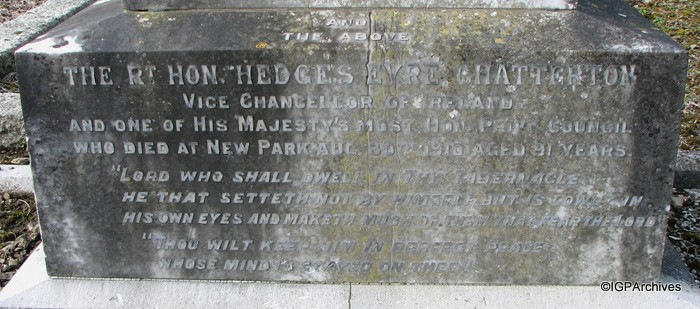 AND
THE ABOVE
THE RT HON. HEDGES EYRE CHATTERTON
VICE CHANCELLOR OF IRELAND
AND ONE OF HIS MAJESTY'S MOST HON. PRIVY COUNCIL
WHO DIED AT NEW PARK AUG. 30TH 1910 AGED 91 YEARS.
"LORD WHO SHALL DWELL IN THY TABERNACLE
HE THAT SETTETH NOT BY HIMSELF BUT IS LOWLY IN
HIS OWN EYES AND MAKETH MUCH OF THEM THAT FEAR THE LORD
"THOU WILT KEEP HIM IN PERFECT PEACE
WHOSE MIND IS STAYED ON THEE
©IGPArchives